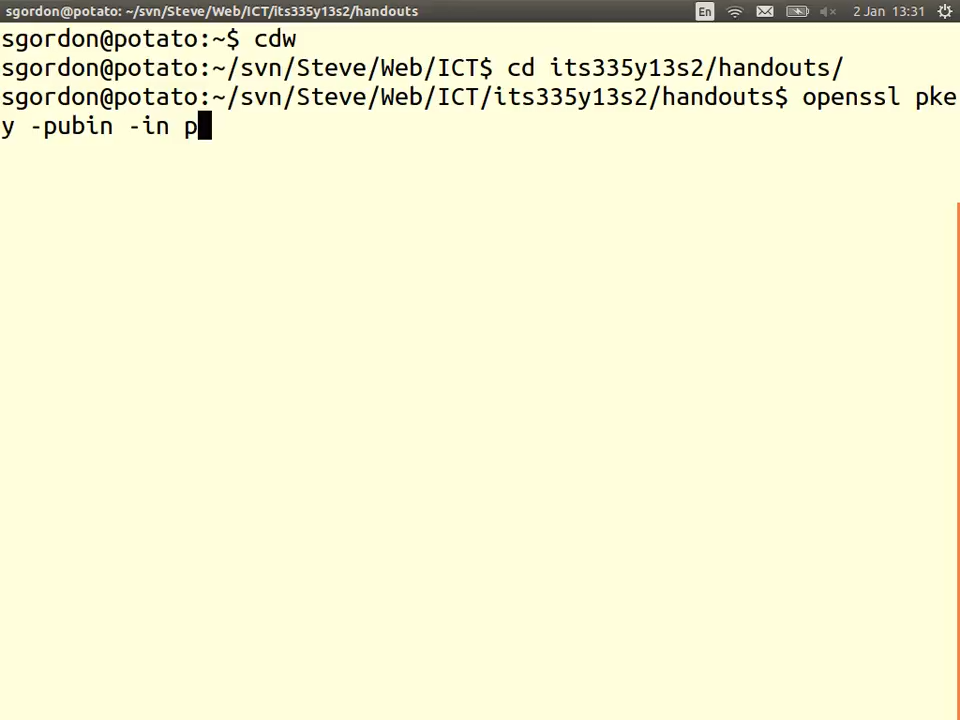 sgordon@potato: ~/svn/Steve/Web/ICT/its335y13s2/handouts En 2 Jan 13:31
sgordon@potato:~$ cdw
sgordon@potato:~/svn/Steve/Web/ICT$ cd its335y13s2/handouts/
sgordon@potato:~/svn/Steve/Web/ICT/its335y13s2/handouts$ openssl pke
y -pubin -in p